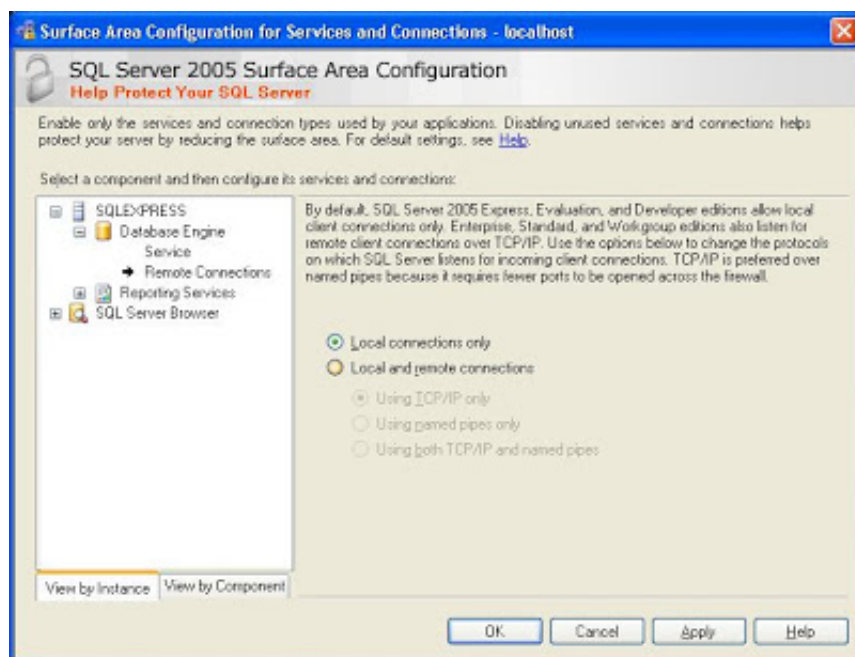 Surface Area Configuration for Services and Connections - localhost
SQL Server 2005 Surface Area Configuration
Help Protect Your SQL Server
Enable only the services and connection types used by your applications. Disabling unused services and connections helps
protect your server by reducing the surface area. For default settings, see Help.
Select a component and then configure its services and connections:
SQLEXPRESS
Database Engine
Service
Remote Connections
Reporting Services
SQL Server Browser
View by Instance
View by Component
By default, SQL Server 2005 Express, Evaluation, and Developer editions allow local
client connections only. Enterprise, Standard, and Workgroup editions also listen for
remote client connections over TCP/IP. Use the options below to change the protocols
on which SQL Server listens for incoming client connections. TCP/IP is preferred over
named pipes because it requires fewer ports to be opened across the firewall.
Local connections only
Local and remote connections
Using TCP/IP only
Using named pipes only
Using both TCP/IP and named pipes
OK
Cancel
Apply
Help